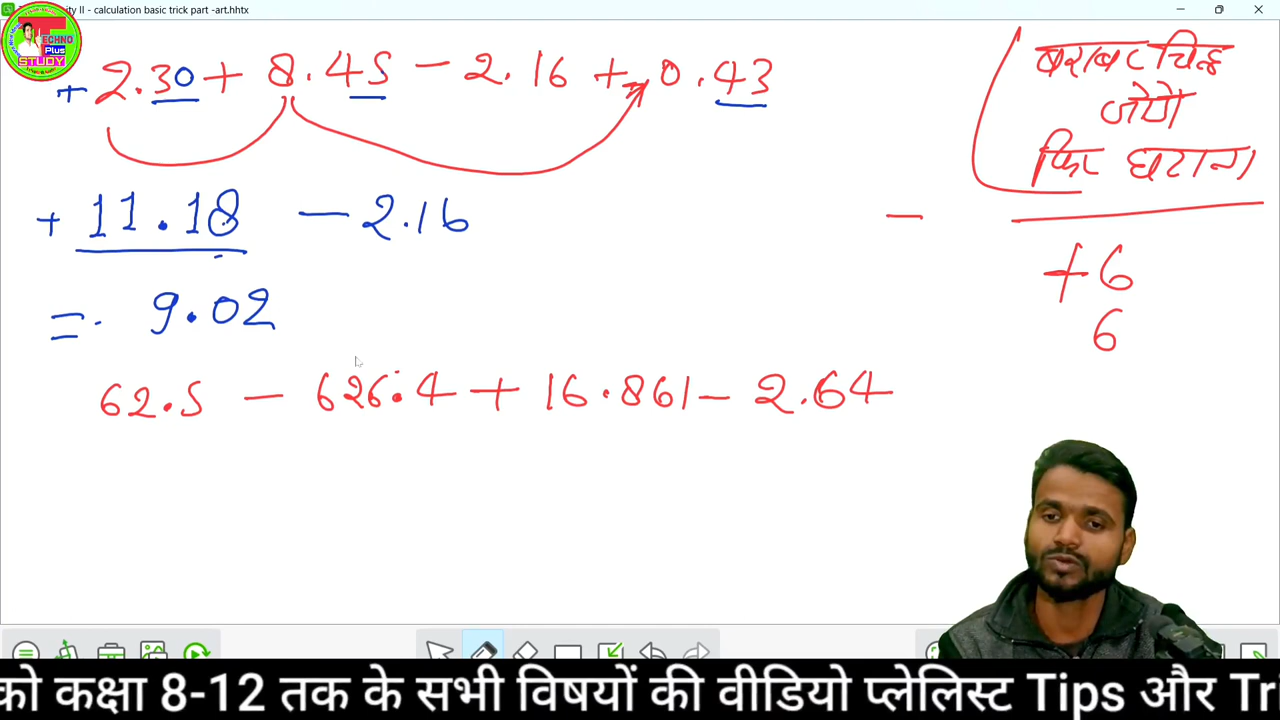 ity II - calculation basic trick part -art.hhtx
TECHNO
Plus
STUDY
+ 2.30 + 8.45 - 2.16 + 0.43
+ 11.18 - 2.16
= 9.02
62.5 - 626.4 + 16.861 - 2.64
बराबर चिन्ह
फिर घटाना
-
+6
6
को कक्षा 8-12 तक के सभी विषयों की वीडियो प्लेलिस्ट Tips और Tri